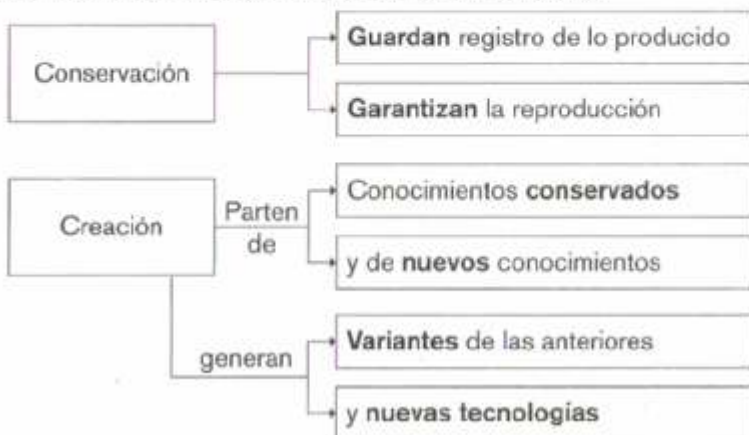 Conservación
Guardan registro de lo producido
Garantizan la reproducción
Creación
Parten
de
Conocimientos conservados
y de nuevos conocimientos
generan
Variantes de las anteriores
y nuevas tecnologías